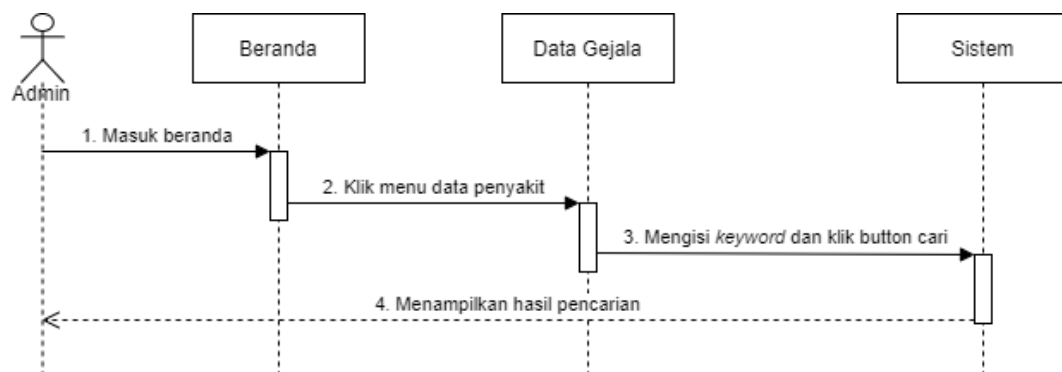 Beranda
Data Gejala
Sistem
Admin
1. Masuk beranda
2. Klik menu data penyakit
3. Mengisi keyword dan klik button cari
4. Menampilkan hasil pencarian